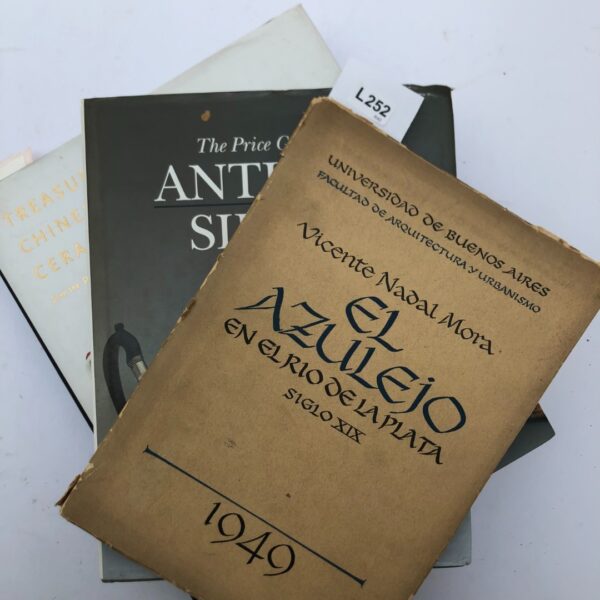 L252
UNIVERSIDAD DE BUENOS AIRES
FACULTAD DE ARQUITECTURA Y URBANISMO
Vicente Nadal Mora
EL
AZULEJO
EN EL RIO DE LA PLATA
SIGLO XIX
1949
The Price G
ANTI
SI
TREASU
CHINE
CERA